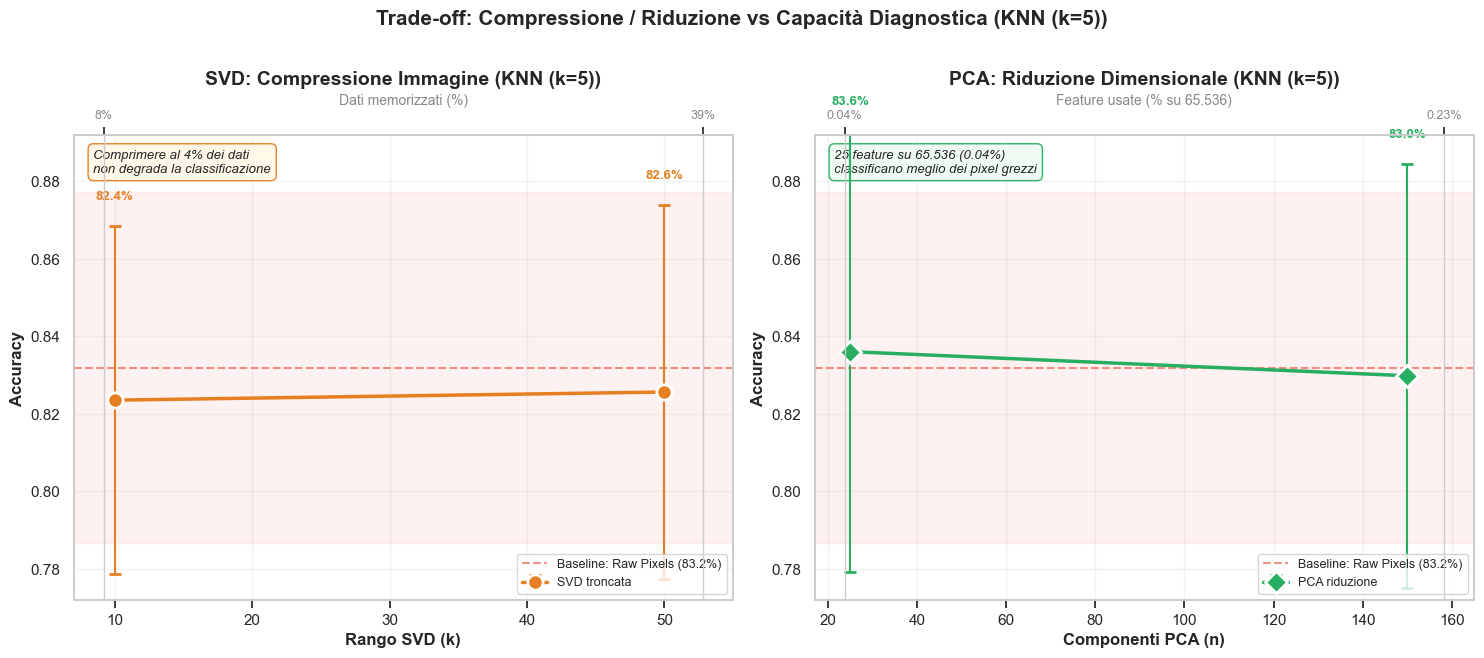 Trade-off: Compressione / Riduzione vs Capacità Diagnostica (KNN (k=5))
SVD: Compressione Immagine (KNN (k=5))
Dati memorizzati (%)
8%
39%
Comprimere al 4% dei dati
non degrada la classificazione
82.4%
82.6%
Accuracy
0.88
0.86
0.84
0.82
0.80
0.78
Baseline: Raw Pixels (83.2%)
SVD troncata
10
20
30
40
50
Rango SVD (k)
PCA: Riduzione Dimensionale (KNN (k=5))
Feature usate (% su 65.536)
83.6%
0.04%
0.23%
83.0%
25 feature su 65.536 (0.04%)
classificano meglio dei pixel grezzi
Accuracy
0.88
0.86
0.84
0.82
0.80
0.78
Baseline: Raw Pixels (83.2%)
PCA riduzione
20
40
60
80
100
120
140
160
Componenti PCA (n)